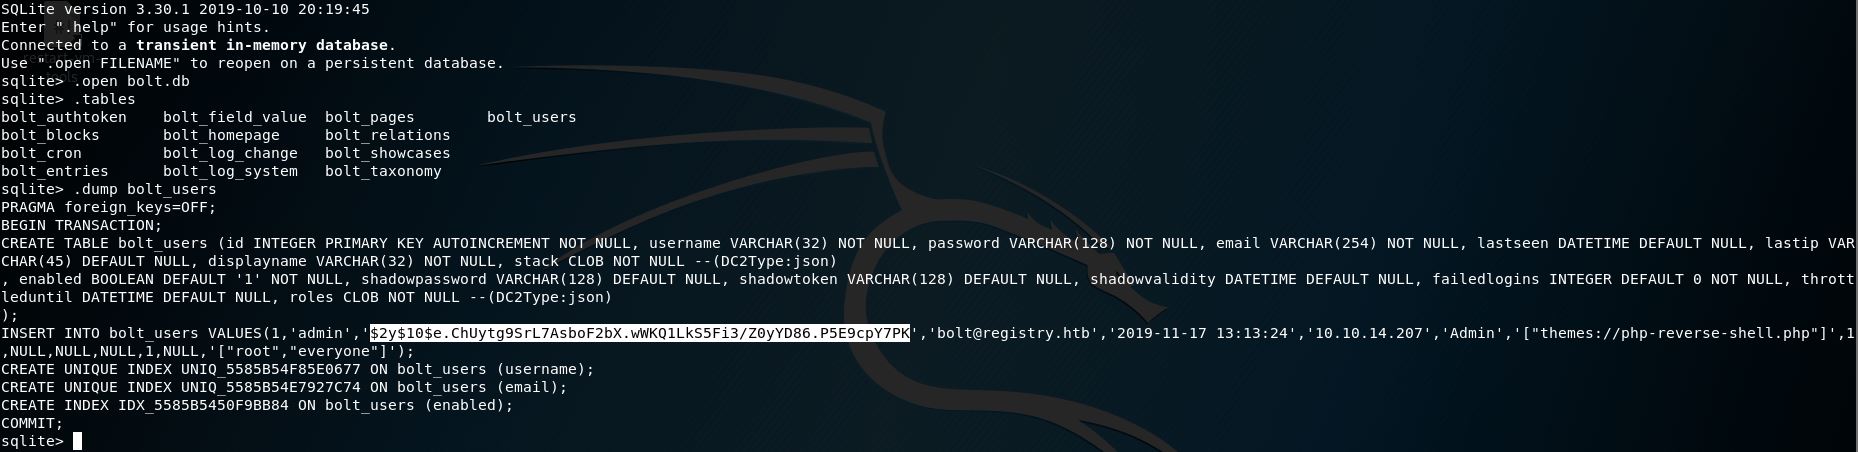 SQLite version 3.30.1 2019-10-10 20:19:45
Enter ".help" for usage hints.
Connected to a transient in-memory database.
Use ".open FILENAME" to reopen on a persistent database.
sqlite> .open bolt.db
sqlite> .tables
bolt_authtoken    bolt_field_value  bolt_pages        bolt_users
bolt_blocks       bolt_homepage     bolt_relations
bolt_cron         bolt_log_change   bolt_showcases
bolt_entries      bolt_log_system   bolt_taxonomy
sqlite> .dump bolt_users
PRAGMA foreign_keys=OFF;
BEGIN TRANSACTION;
CREATE TABLE bolt_users (id INTEGER PRIMARY KEY AUTOINCREMENT NOT NULL, username VARCHAR(32) NOT NULL, password VARCHAR(128) NOT NULL, email VARCHAR(254) NOT NULL, lastseen DATETIME DEFAULT NULL, lastip VAR
CHAR(45) DEFAULT NULL, displayname VARCHAR(32) NOT NULL, stack CLOB NOT NULL --(DC2Type:json)
, enabled BOOLEAN DEFAULT '1' NOT NULL, shadowpassword VARCHAR(128) DEFAULT NULL, shadowtoken VARCHAR(128) DEFAULT NULL, shadowvalidity DATETIME DEFAULT NULL, failedlogins INTEGER DEFAULT 0 NOT NULL, thrott
leduntil DATETIME DEFAULT NULL, roles CLOB NOT NULL --(DC2Type:json)
);
INSERT INTO bolt_users VALUES(1,'admin','$2y$10$e.ChUytg9SrL7AsboF2bX.wWKQ1LkS5Fi3/Z0yYD86.P5E9cpY7PK','bolt@registry.htb','2019-11-17 13:13:24','10.10.14.207','Admin','["themes://php-reverse-shell.php"]',1
,NULL,NULL,NULL,1,NULL,'["root","everyone"]');
CREATE UNIQUE INDEX UNIQ_5585B54F85E0677 ON bolt_users (username);
CREATE UNIQUE INDEX UNIQ_5585B54E7927C74 ON bolt_users (email);
CREATE INDEX IDX_5585B5450F9BB84 ON bolt_users (enabled);
COMMIT;
sqlite>